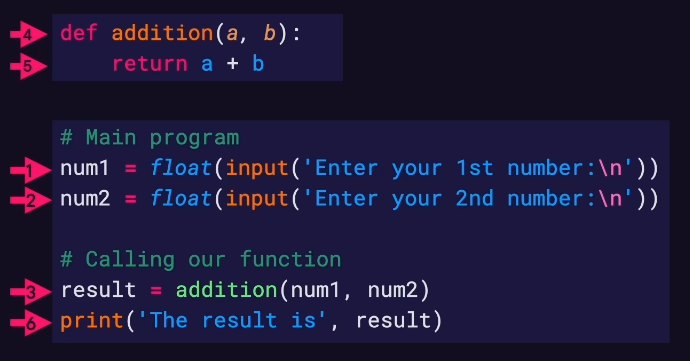 4 def addition(a, b):
5     return a + b
# Main program
1 num1 = float(input('Enter your 1st number:\n'))
2 num2 = float(input('Enter your 2nd number:\n'))
# Calling our function
3 result = addition(num1, num2)
6 print('The result is', result)